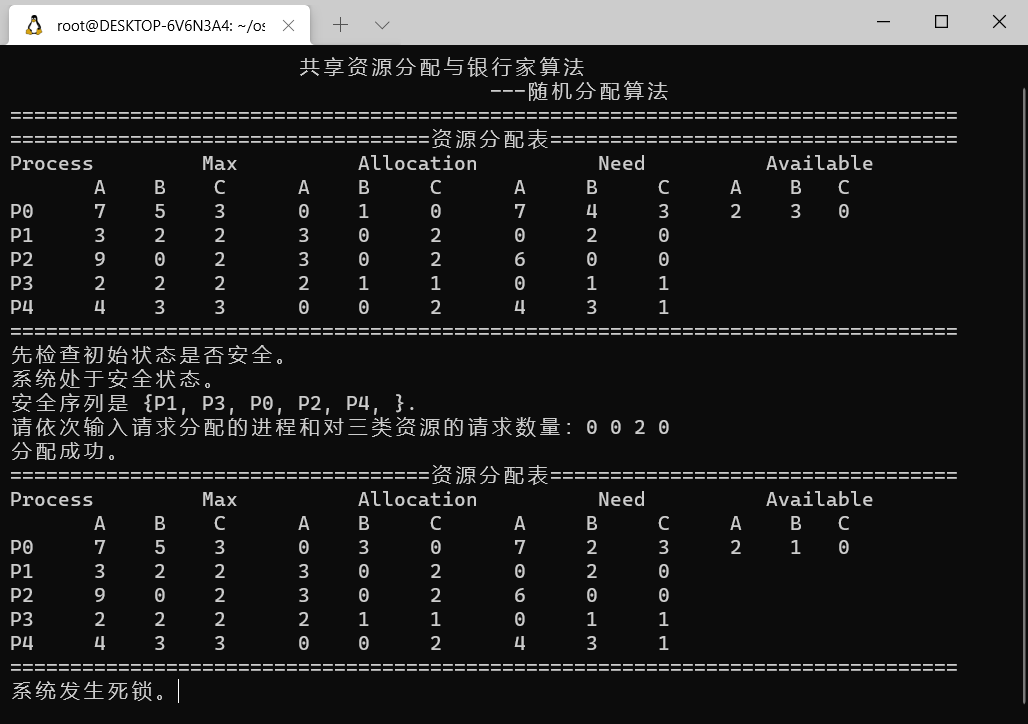 root@DESKTOP-6V6N3A4: ~/os
共享资源分配与银行家算法
---随机分配算法
===============================================================================
===================================资源分配表==================================
Process Max Allocation Need Available
A B C A B C A B C A B C
P0 7 5 3 0 1 0 7 4 3 2 3 0
P1 3 2 2 3 0 2 0 2 0
P2 9 0 2 3 0 2 6 0 0
P3 2 2 2 2 1 1 0 1 1
P4 4 3 3 0 0 2 4 3 1
===============================================================================
先检查初始状态是否安全。
系统处于安全状态。
安全序列是 {P1, P3, P0, P2, P4, }.
请依次输入请求分配的进程和对三类资源的请求数量：0 0 2 0
分配成功。
===================================资源分配表==================================
Process Max Allocation Need Available
A B C A B C A B C A B C
P0 7 5 3 0 3 0 7 2 3 2 1 0
P1 3 2 2 3 0 2 0 2 0
P2 9 0 2 3 0 2 6 0 0
P3 2 2 2 2 1 1 0 1 1
P4 4 3 3 0 0 2 4 3 1
===============================================================================
系统发生死锁。